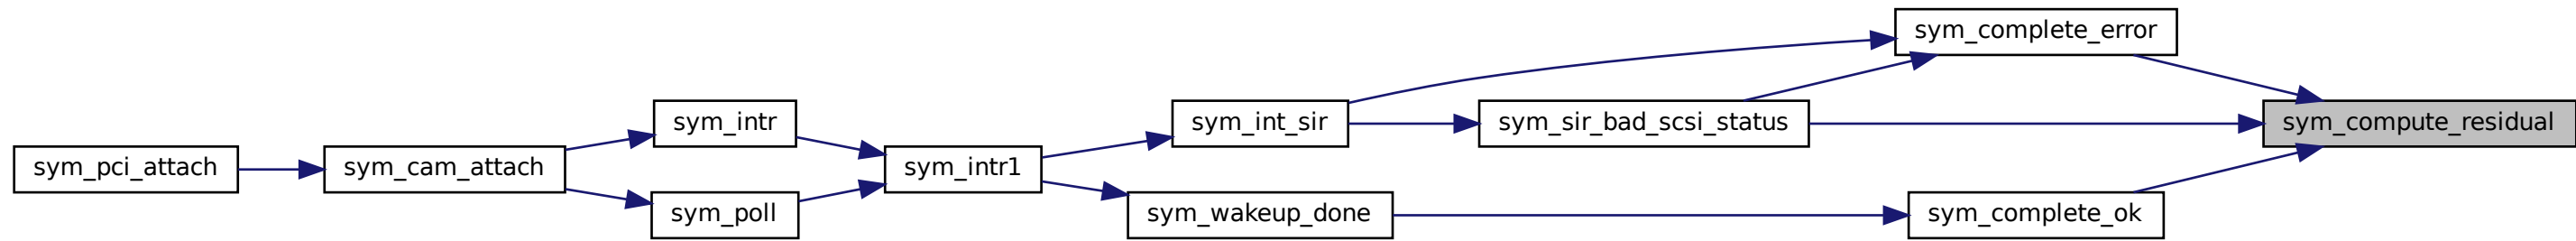 sym_complete_error
sym_intr
sym_int_sir
sym_sir_bad_scsi_status
sym_compute_residual
sym_pci_attach
sym_cam_attach
sym_intr1
sym_poll
sym_wakeup_done
sym_complete_ok